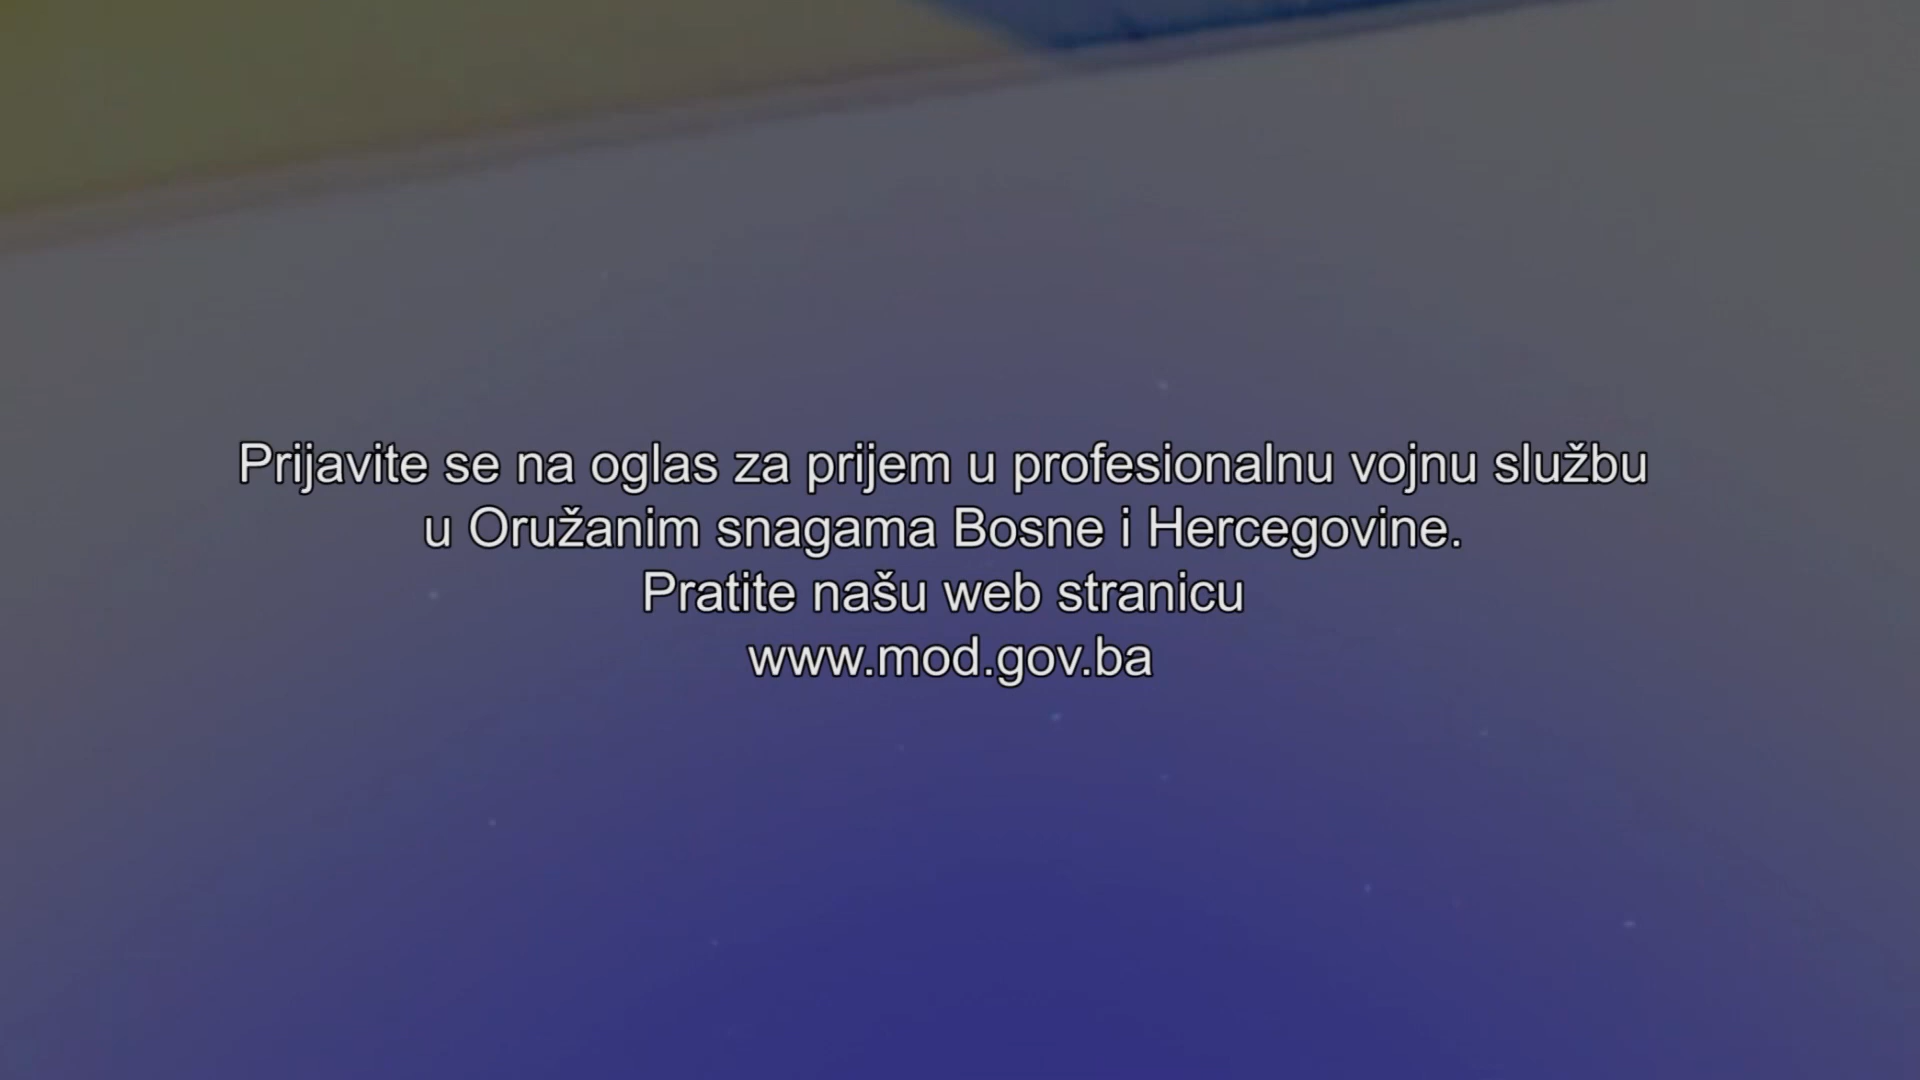 Prijavite se na oglas za prijem u profesionalnu vojnu službu
u Oružanim snagama Bosne i Hercegovine.
Pratite našu web stranicu
www.mod.gov.ba